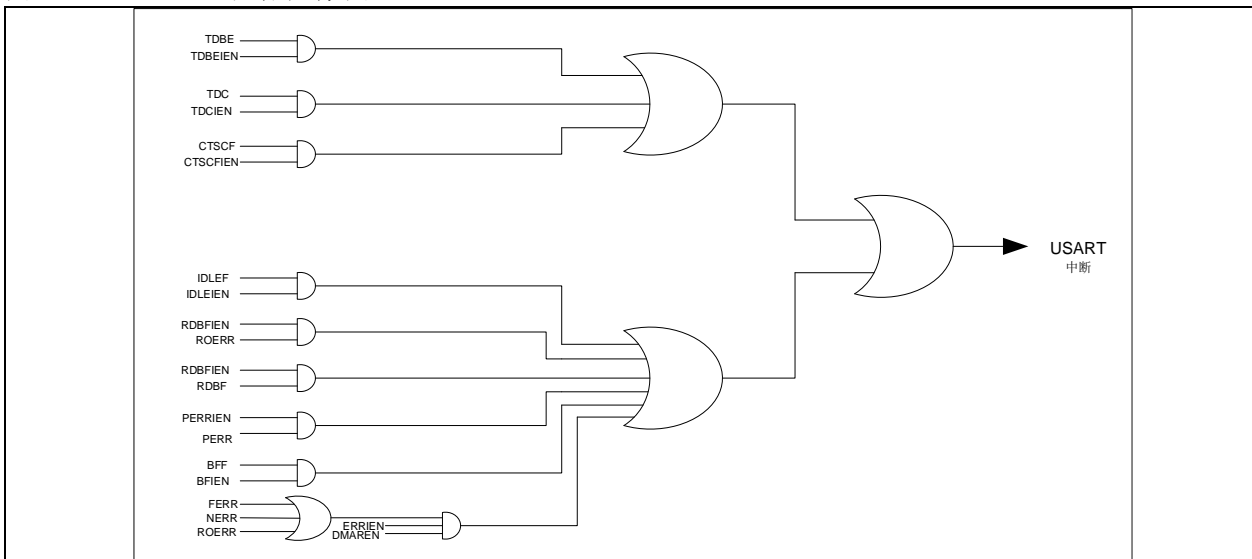 TDBE
TDBEIEN
TDC
TDCIEN
CTSCF
CTSCFIEN
IDLEF
IDLEIEN
RDBFIEN
ROERR
RDBFIEN
RDBF
PERRIEN
PERR
BFF
BFIEN
FERR
NERR
ROERR
ERRIEN
DMAREN
USART
中断